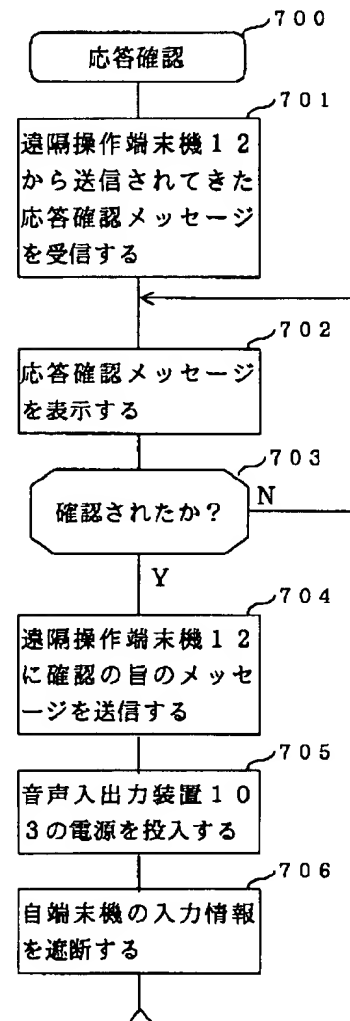 700
応答確認
701
遠隔操作端末機12
から送信されてきた
応答確認メッセージ
を受信する
702
応答確認メッセージ
を表示する
703
確認されたか？
N
Y
704
遠隔操作端末機12
に確認の旨のメッセ
ージを送信する
705
音声入出力装置10
3の電源を投入する
706
自端末機の入力情報
を遮断する